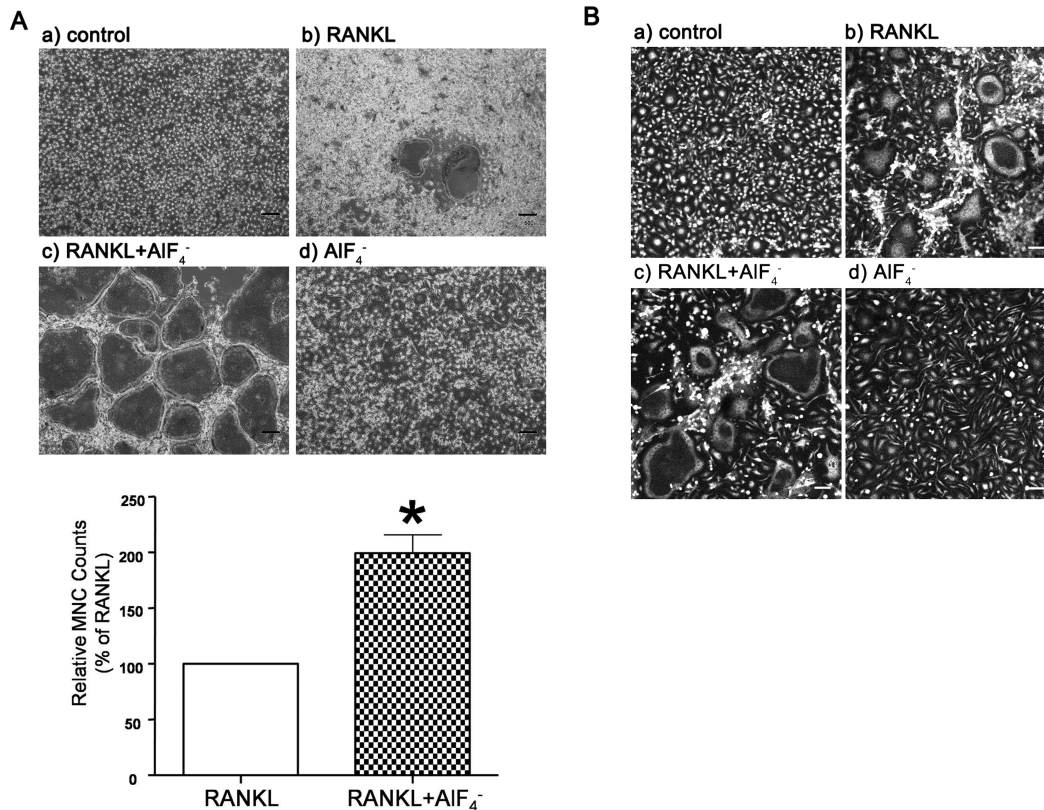 A
a) control
b) RANKL
c) RANKL+AlF₄⁻
d) AlF₄⁻
Relative MNC Counts
(% of RANKL)
250
200
150
100
50
0
*
RANKL
RANKL+AlF₄⁻
B
a) control
b) RANKL
c) RANKL+AlF₄⁻
d) AlF₄⁻